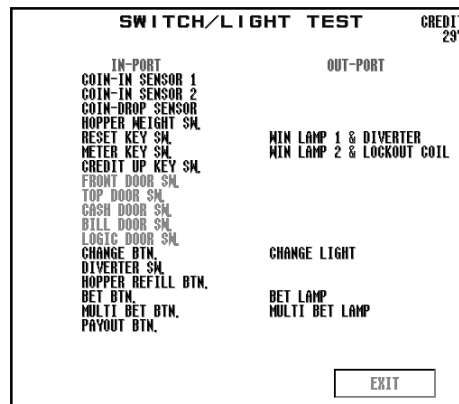 SWITCH/LIGHT TEST
CREDIT
IN-PORT OUT-PORT
COIN-IN SENSOR 1
COIN-IN SENSOR 2
COIN-DROP SENSOR
HOPPER WEIGHT SW.
RESET KEY SW. WIN LAMP 1 & DIVERTER
METER KEY SW. WIN LAMP 2 & LOCKOUT COIL
CREDIT UP KEY SW.
FRONT DOOR SW.
TOP DOOR SW.
CASH DOOR SW.
BILL DOOR SW.
LOGIC DOOR SW.
CHANGE BTN. CHANGE LIGHT
DIVERTER SW.
HOPPER REFILL BTN.
BET BTN. BET LAMP
MULTI BET BTN. MULTI BET LAMP
PAYOUT BTN.
EXIT